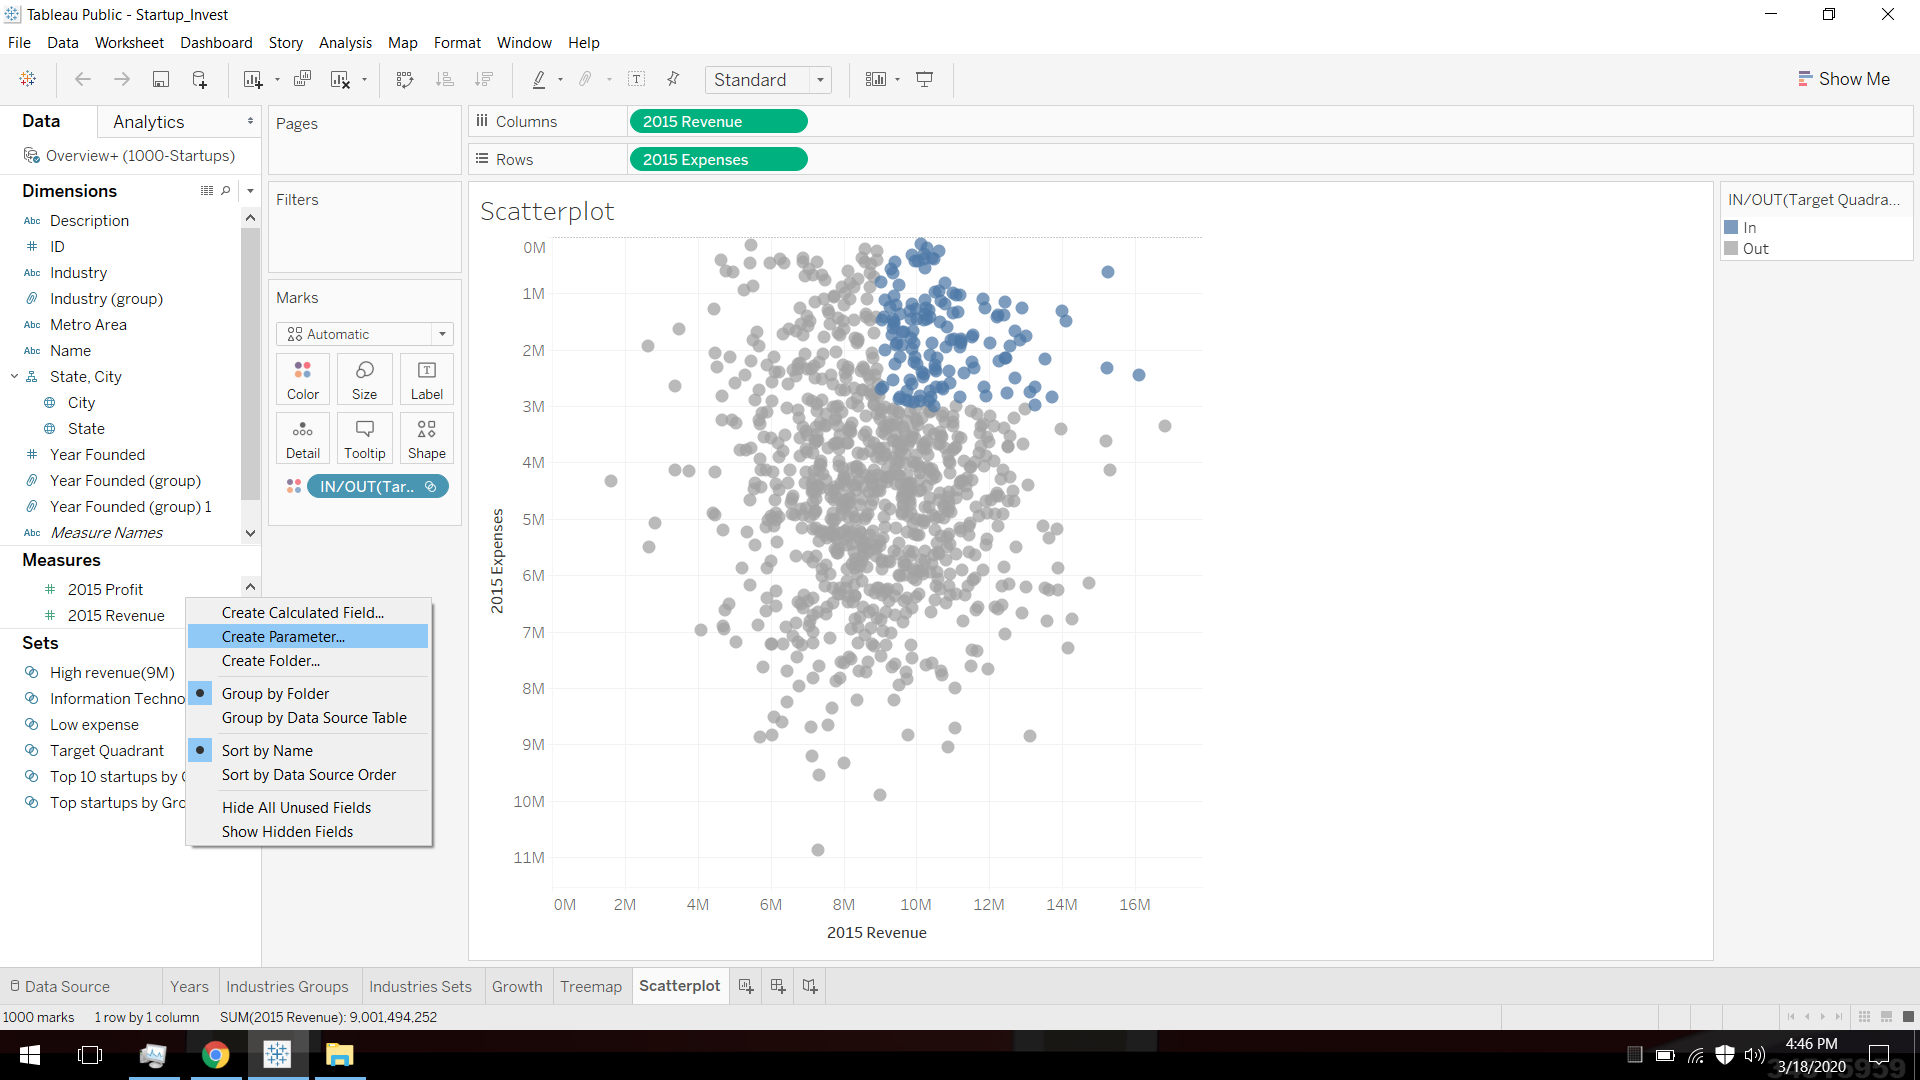 Tableau Public - Startup_Invest
File Data Worksheet Dashboard Story Analysis Map Format Window Help
Standard
Show Me
Data
Analytics
Overview+ (1000-Startups)
Dimensions
Abc Description
# ID
Abc Industry
Industry (group)
Abc Metro Area
Abc Name
State, City
City
State
# Year Founded
Year Founded (group)
Year Founded (group) 1
Abc Measure Names
Measures
# 2015 Profit
# 2015 Revenue
Sets
High revenue(9M)
Information Techno
Low expense
Target Quadrant
Top 10 startups by
Top startups by Gro
Create Calculated Field...
Create Parameter...
Create Folder...
Group by Folder
Group by Data Source Table
Sort by Name
Sort by Data Source Order
Hide All Unused Fields
Show Hidden Fields
Pages
Filters
Marks
Automatic
Color Size Label
Detail Tooltip Shape
IN/OUT(Tar..
Columns 2015 Revenue
Rows 2015 Expenses
Scatterplot
0M
1M
2M
3M
4M
5M
6M
7M
8M
9M
10M
11M
2015 Expenses
0M 2M 4M 6M 8M 10M 12M 14M 16M
2015 Revenue
IN/OUT(Target Quadra...
In
Out
Data Source Years Industries Groups Industries Sets Growth Treemap Scatterplot
1000 marks 1 row by 1 column SUM(2015 Revenue): 9,001,494,252
4:46 PM
3/18/2020
34515959